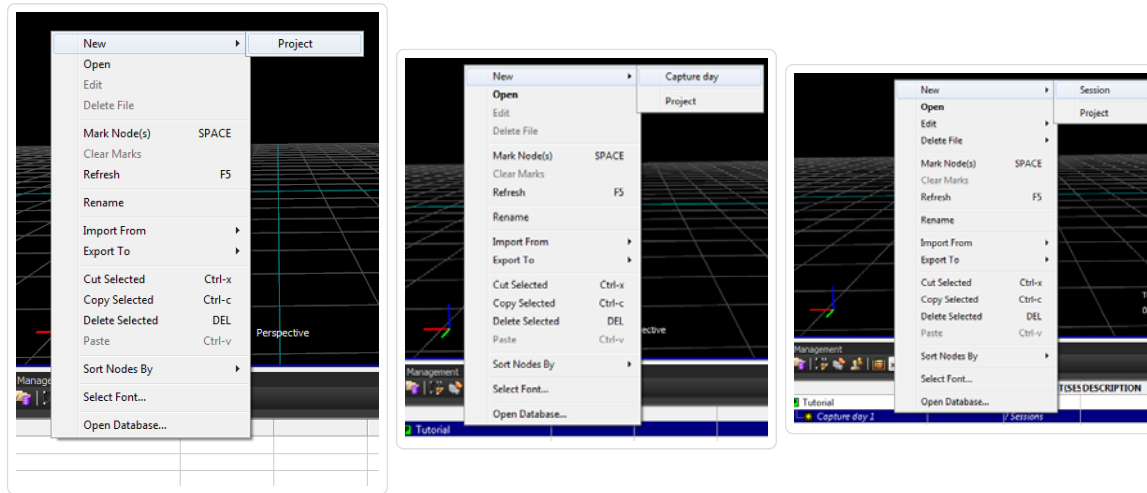 New Project
Open
Edit
Delete File
Mark Node(s) SPACE
Clear Marks
Refresh F5
Rename
Import From
Export To
Cut Selected Ctrl-x
Copy Selected Ctrl-c
Delete Selected DEL
Paste Ctrl-v
Sort Nodes By
Select Font...
Open Database...
Perspective
New Capture day
Project
Open
Edit
Delete File
Mark Node(s) SPACE
Clear Marks
Refresh F5
Rename
Import From
Export To
Cut Selected Ctrl-x
Copy Selected Ctrl-c
Delete Selected DEL
Paste Ctrl-v
Sort Nodes By
Select Font...
Open Database...
ective
Management
Tutorial
New Session
Project
Open
Edit
Delete File
Mark Node(s) SPACE
Clear Marks
Refresh F5
Rename
Import From
Export To
Cut Selected Ctrl-x
Copy Selected Ctrl-c
Delete Selected DEL
Paste Ctrl-v
Sort Nodes By
Select Font...
Open Database...
Management
DESCRIPTION
Tutorial
Capture day 1 ? Sessions